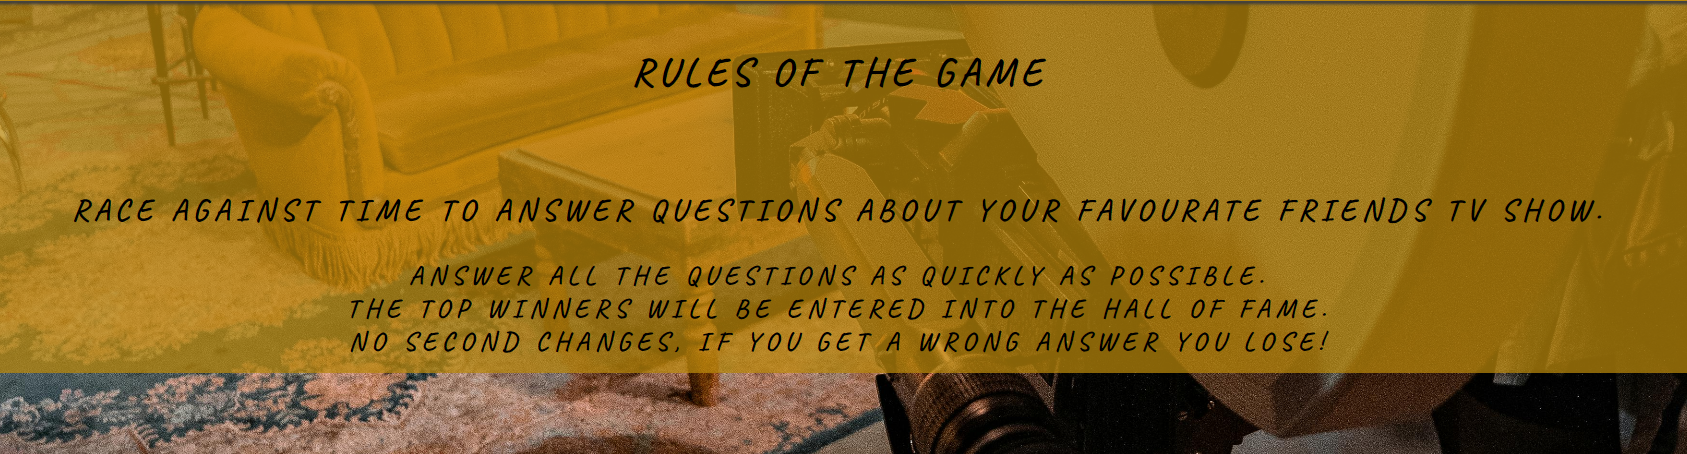 RULES OF THE GAME
RACE AGAINST TIME TO ANSWER QUESTIONS ABOUT YOUR FAVOURATE FRIENDS TV SHOW.
ANSWER ALL THE QUESTIONS AS QUICKLY AS POSSIBLE.
THE TOP WINNERS WILL BE ENTERED INTO THE HALL OF FAME.
NO SECOND CHANGES, IF YOU GET A WRONG ANSWER YOU LOSE!